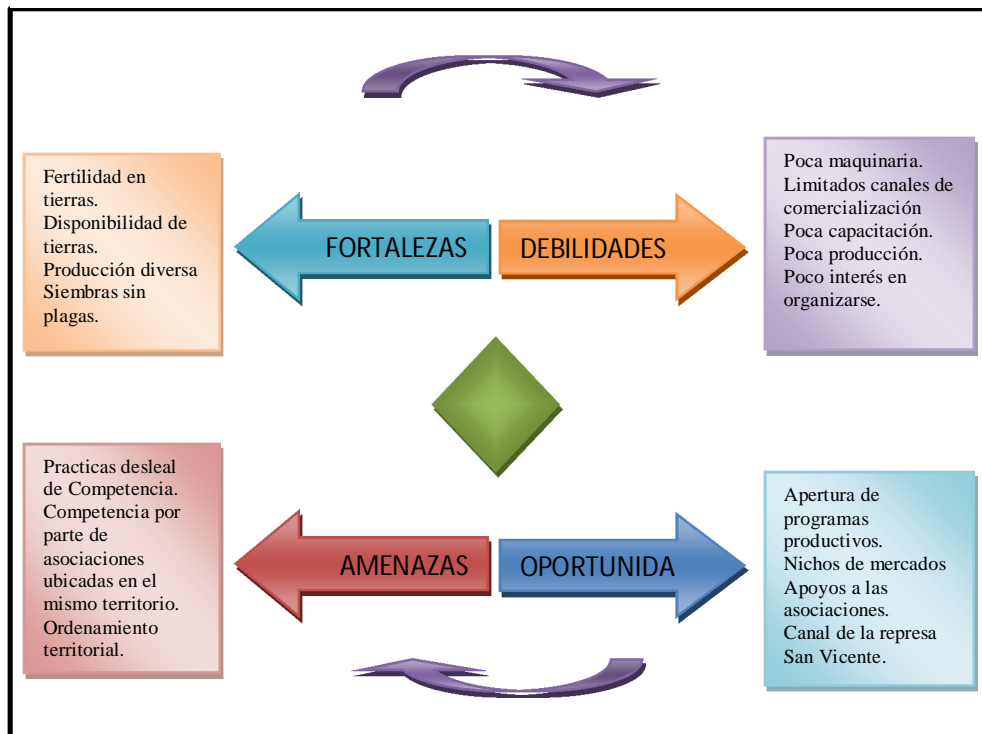 Fertilidad en
tierras.
Disponibilidad de
tierras.
Producción diversa
Siembras sin
plagas.
FORTALEZAS
DEBILIDADES
Poca maquinaria.
Limitados canales de
comercialización
Poca capacitación.
Poca producción.
Poco interés en
organizarse.
Practicas desleal
de Competencia.
Competencia por
parte de
asociaciones
ubicadas en el
mismo territorio.
Ordenamiento
territorial.
AMENAZAS
OPORTUNIDA
Apertura de
programas
productivos.
Nichos de mercados
Apoyos a las
asociaciones.
Canal de la represa
San Vicente.